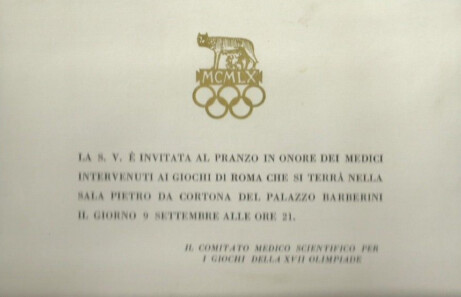 MCMLX
LA S. V. É INVITATA AL PRANZO IN ONORE DEI MEDICI
INTERVENUTI AI GIOCHI DI ROMA CHE SI TERRÀ NELLA
SALA PIETRO DA CORTONA DEL PALAZZO BARBERINI
IL GIORNO 9 SETTEMBRE ALLE ORE 21.
IL COMITATO MEDICO SCIENTIFICO PER
I GIOCHI DELLA XVII OLIMPIADE